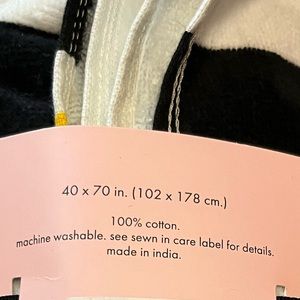 40 x 70 in. (102 x 178 cm.)
100% cotton.
machine washable. see sewn in care label for details.
made in india.